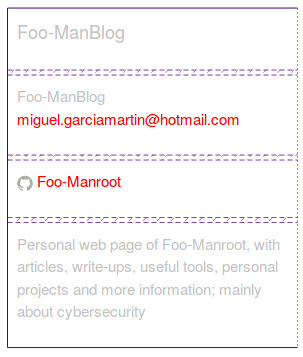 Foo-ManBlog
Foo-ManBlog
miguel.garciamartin@hotmail.com
Foo-Manroot
Personal web page of Foo-Manroot, with
articles, write-ups, useful tools, personal
projects and more information; mainly
about cybersecurity